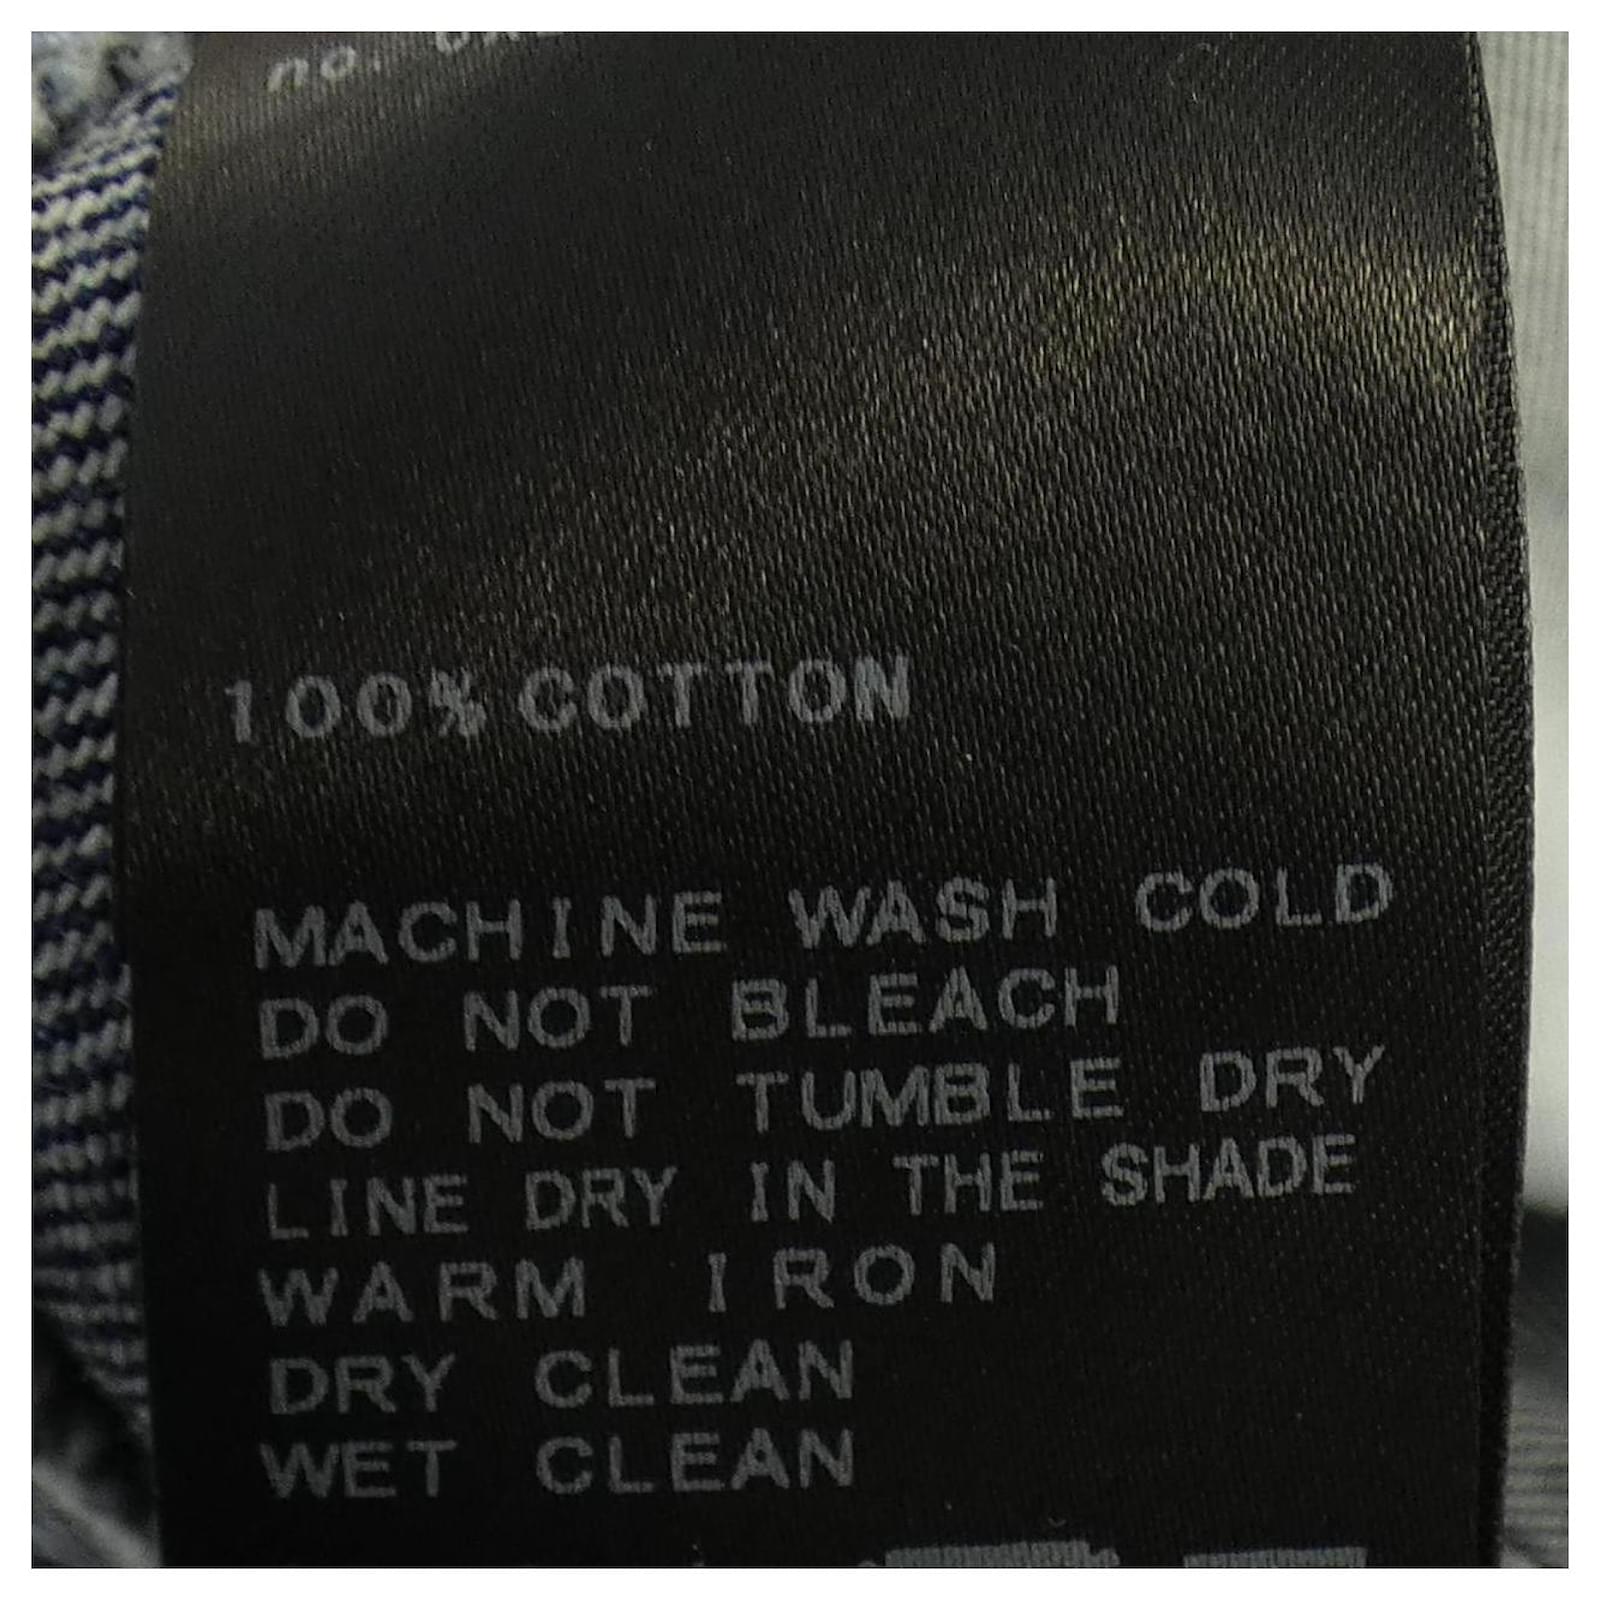 no.
100% COTTON
MACHINE WASH COLD
DO NOT BLEACH
DO NOT TUMBLE DRY
LINE DRY IN THE SHADE
WARM IRON
DRY CLEAN
WET CLEAN